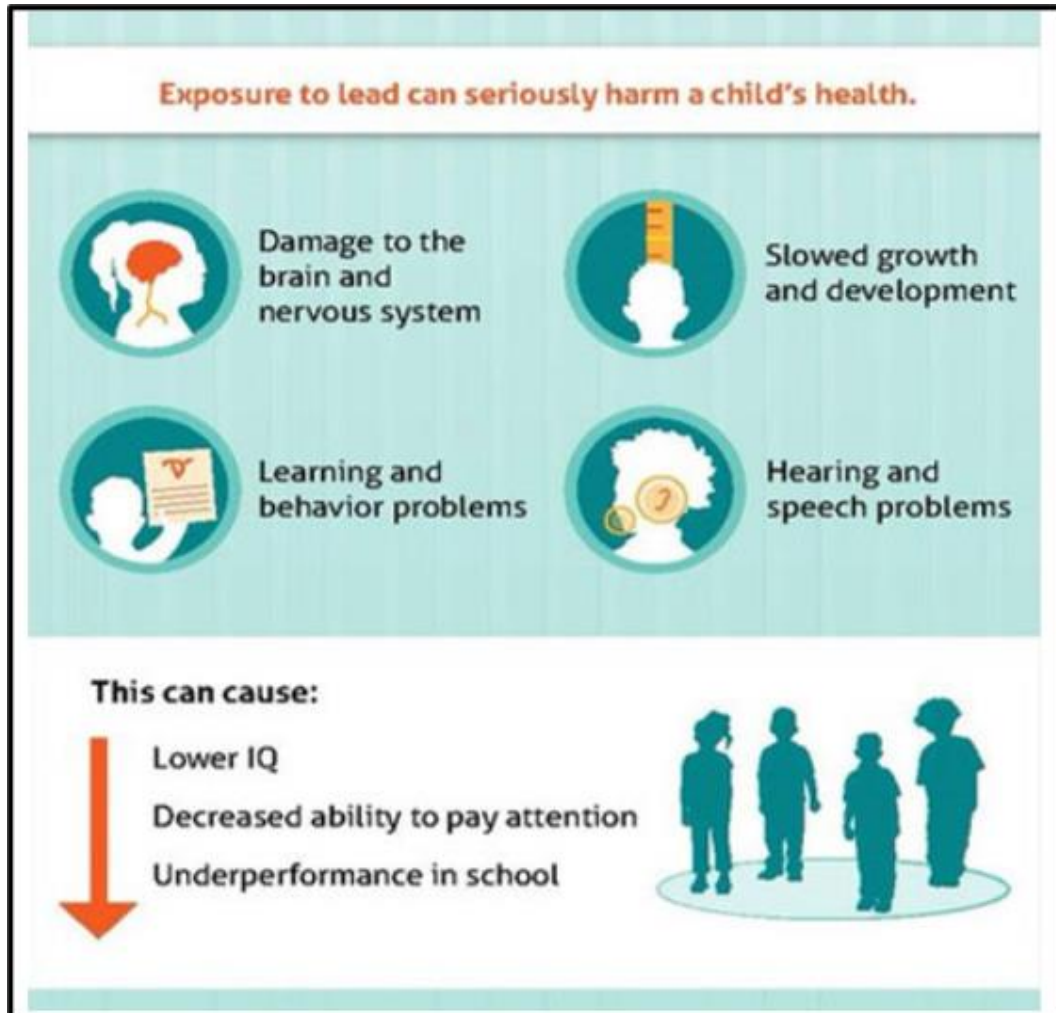 Exposure to lead can seriously harm a child's health.
Damage to the
brain and
nervous system
Slowed growth
and development
Learning and
behavior problems
Hearing and
speech problems
This can cause:
Lower IQ
Decreased ability to pay attention
Underperformance in school